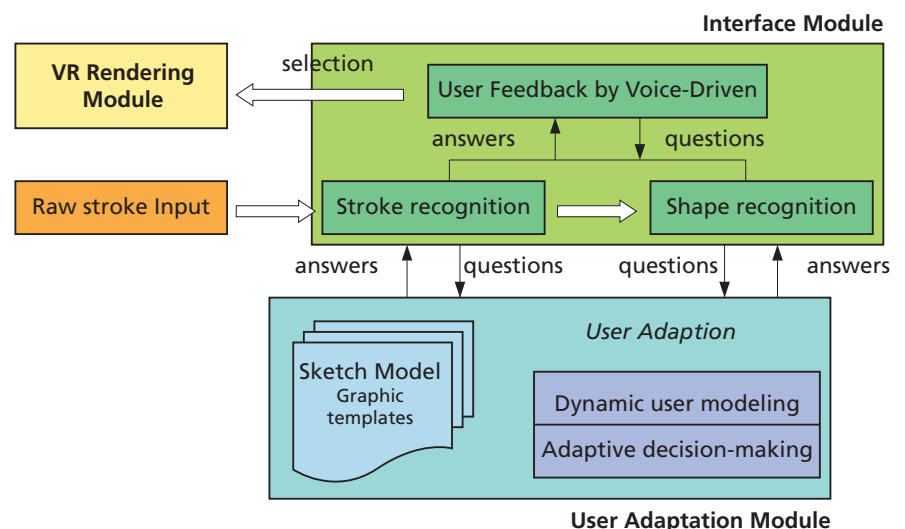 Interface Module
VR Rendering
Module
selection
User Feedback by Voice-Driven
answers
questions
Raw stroke Input
Stroke recognition
Shape recognition
answers
questions
questions
answers
User Adaption
Sketch Model
Graphic
templates
Dynamic user modeling
Adaptive decision-making
User Adaptation Module